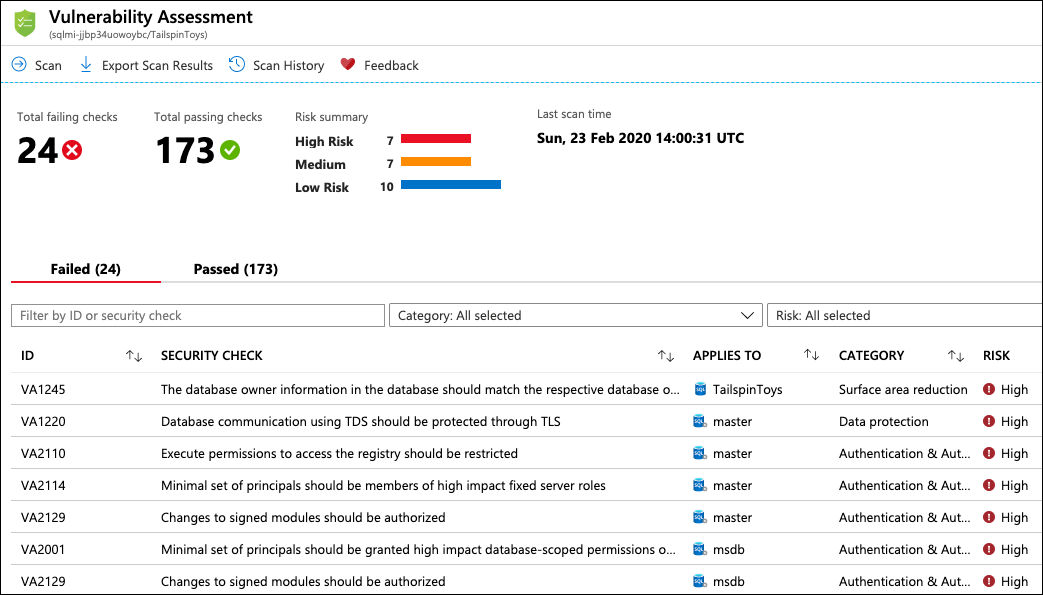 Vulnerability Assessment
(sqlmi-jjbp34uowoybc/TailspinToys)
Scan Export Scan Results Scan History Feedback
Total failing checks Total passing checks Risk summary Last scan time
24 173 High Risk 7 Sun, 23 Feb 2020 14:00:31 UTC
Medium 7
Low Risk 10
Failed (24) Passed (173)
Filter by ID or security check Category: All selected Risk: All selected
ID SECURITY CHECK APPLIES TO CATEGORY RISK
VA1245 The database owner information in the database should match the respective database o... TailspinToys Surface area reduction High
VA1220 Database communication using TDS should be protected through TLS master Data protection High
VA2110 Execute permissions to access the registry should be restricted master Authentication & Aut... High
VA2114 Minimal set of principals should be members of high impact fixed server roles master Authentication & Aut... High
VA2129 Changes to signed modules should be authorized master Authentication & Aut... High
VA2001 Minimal set of principals should be granted high impact database-scoped permissions o... msdb Authentication & Aut... High
VA2129 Changes to signed modules should be authorized msdb Authentication & Aut... High